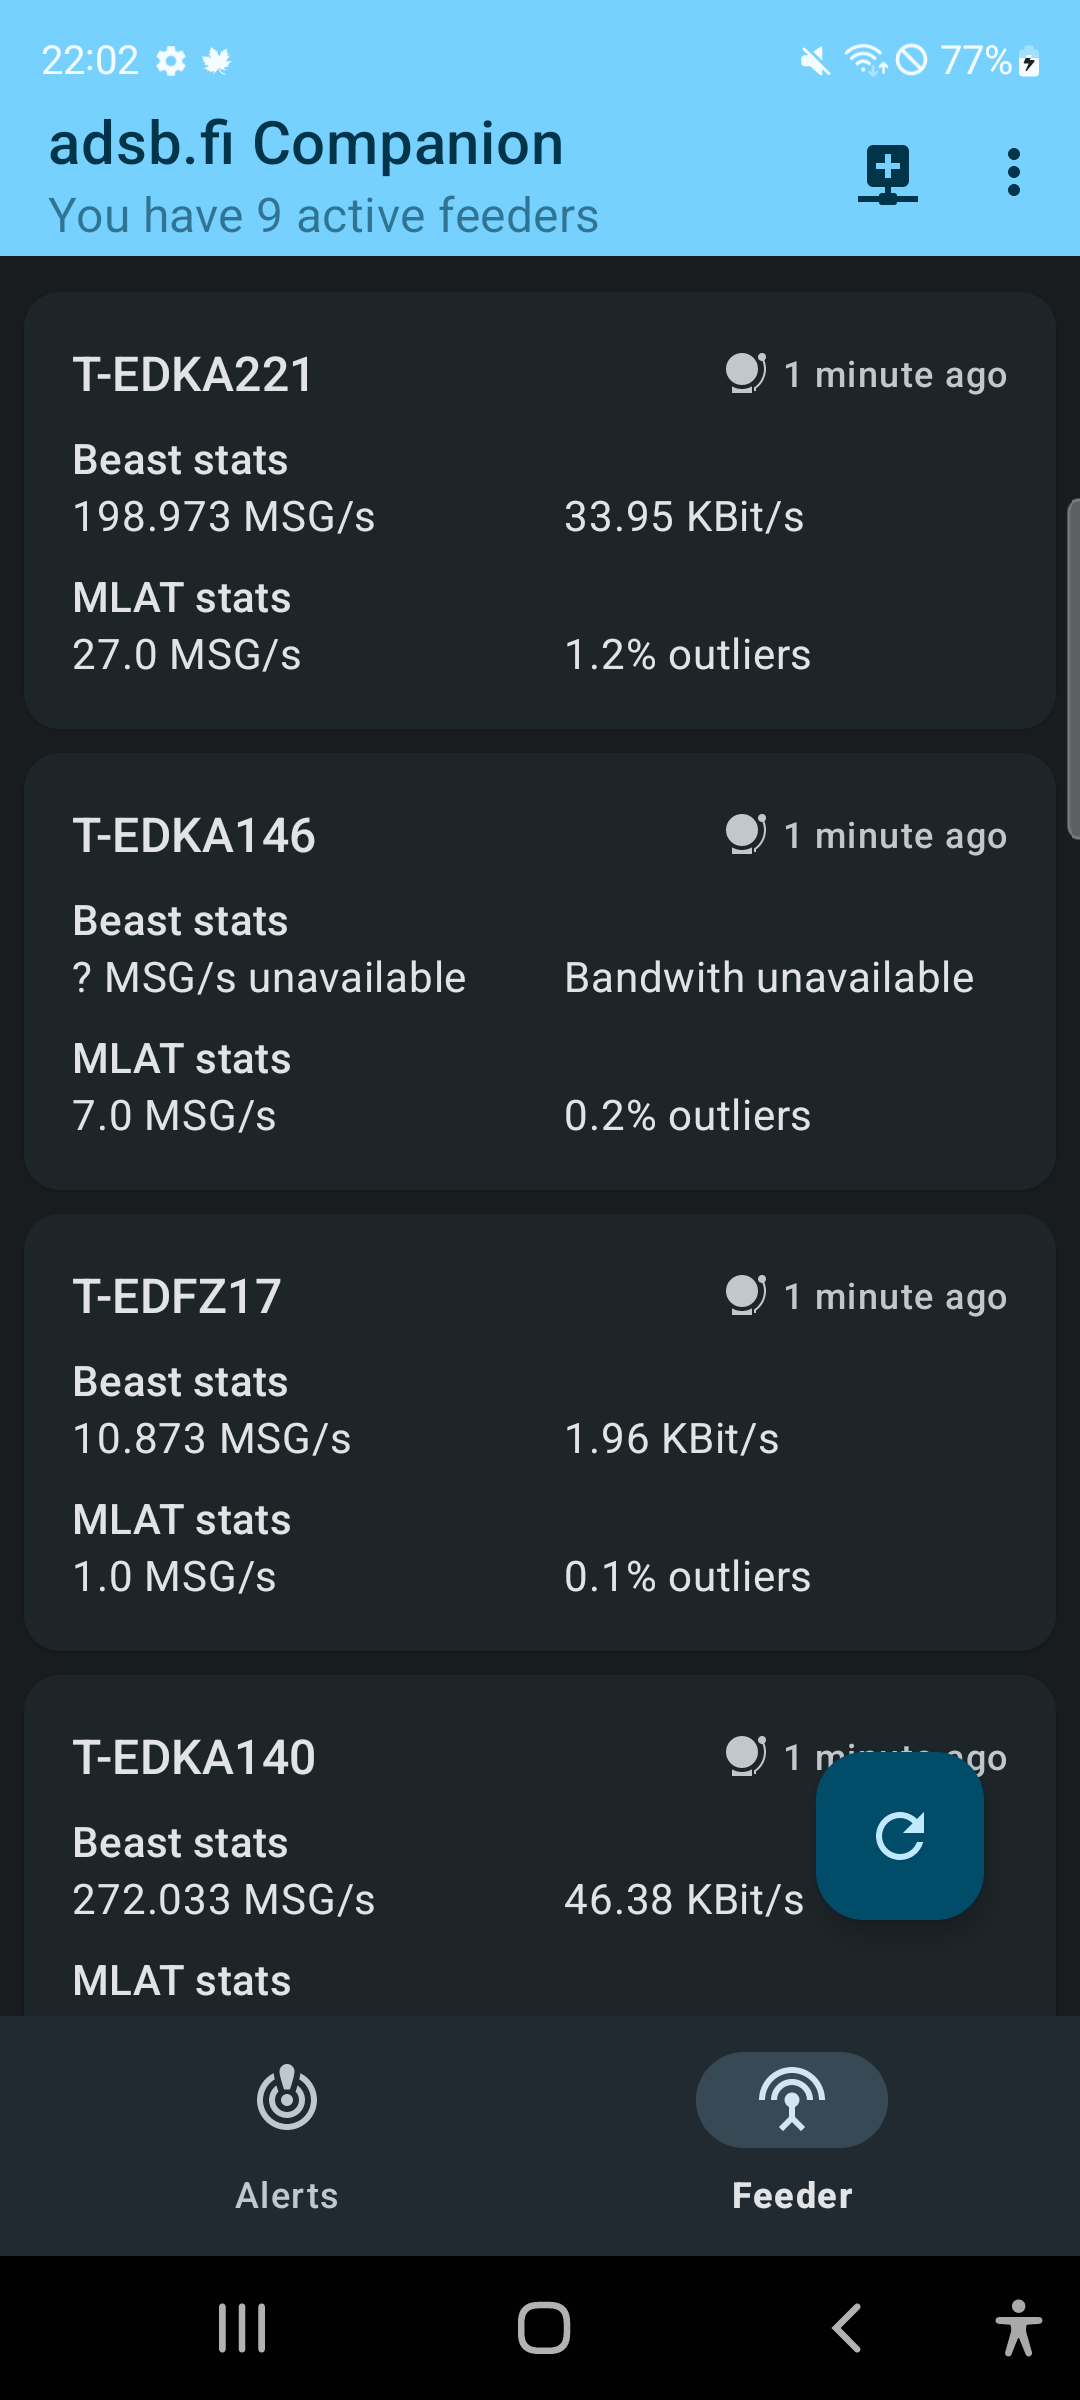 22:02 77%
adsb.fi Companion
You have 9 active feeders
T-EDKA221 1 minute ago
Beast stats
198.973 MSG/s 33.95 KBit/s
MLAT stats
27.0 MSG/s 1.2% outliers
T-EDKA146 1 minute ago
Beast stats
? MSG/s unavailable Bandwith unavailable
MLAT stats
7.0 MSG/s 0.2% outliers
T-EDFZ17 1 minute ago
Beast stats
10.873 MSG/s 1.96 KBit/s
MLAT stats
1.0 MSG/s 0.1% outliers
T-EDKA140 1 minute ago
Beast stats
272.033 MSG/s 46.38 KBit/s
MLAT stats
Alerts Feeder